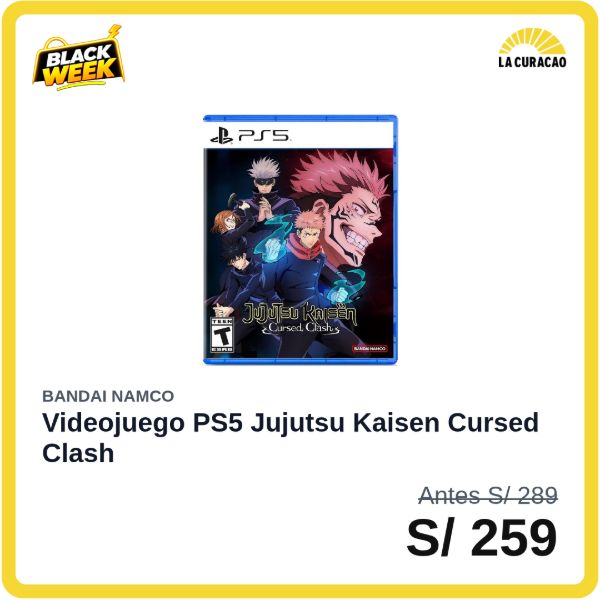 BLACK
WEEK
LA CURACAO
PS5
JUJUTSU KAISEN
Cursed Clash
TEEN
T
ESRB
BANDAI NAMCO
BANDAI NAMCO
Videojuego PS5 Jujutsu Kaisen Cursed
Clash
Antes S/ 289
S/ 259